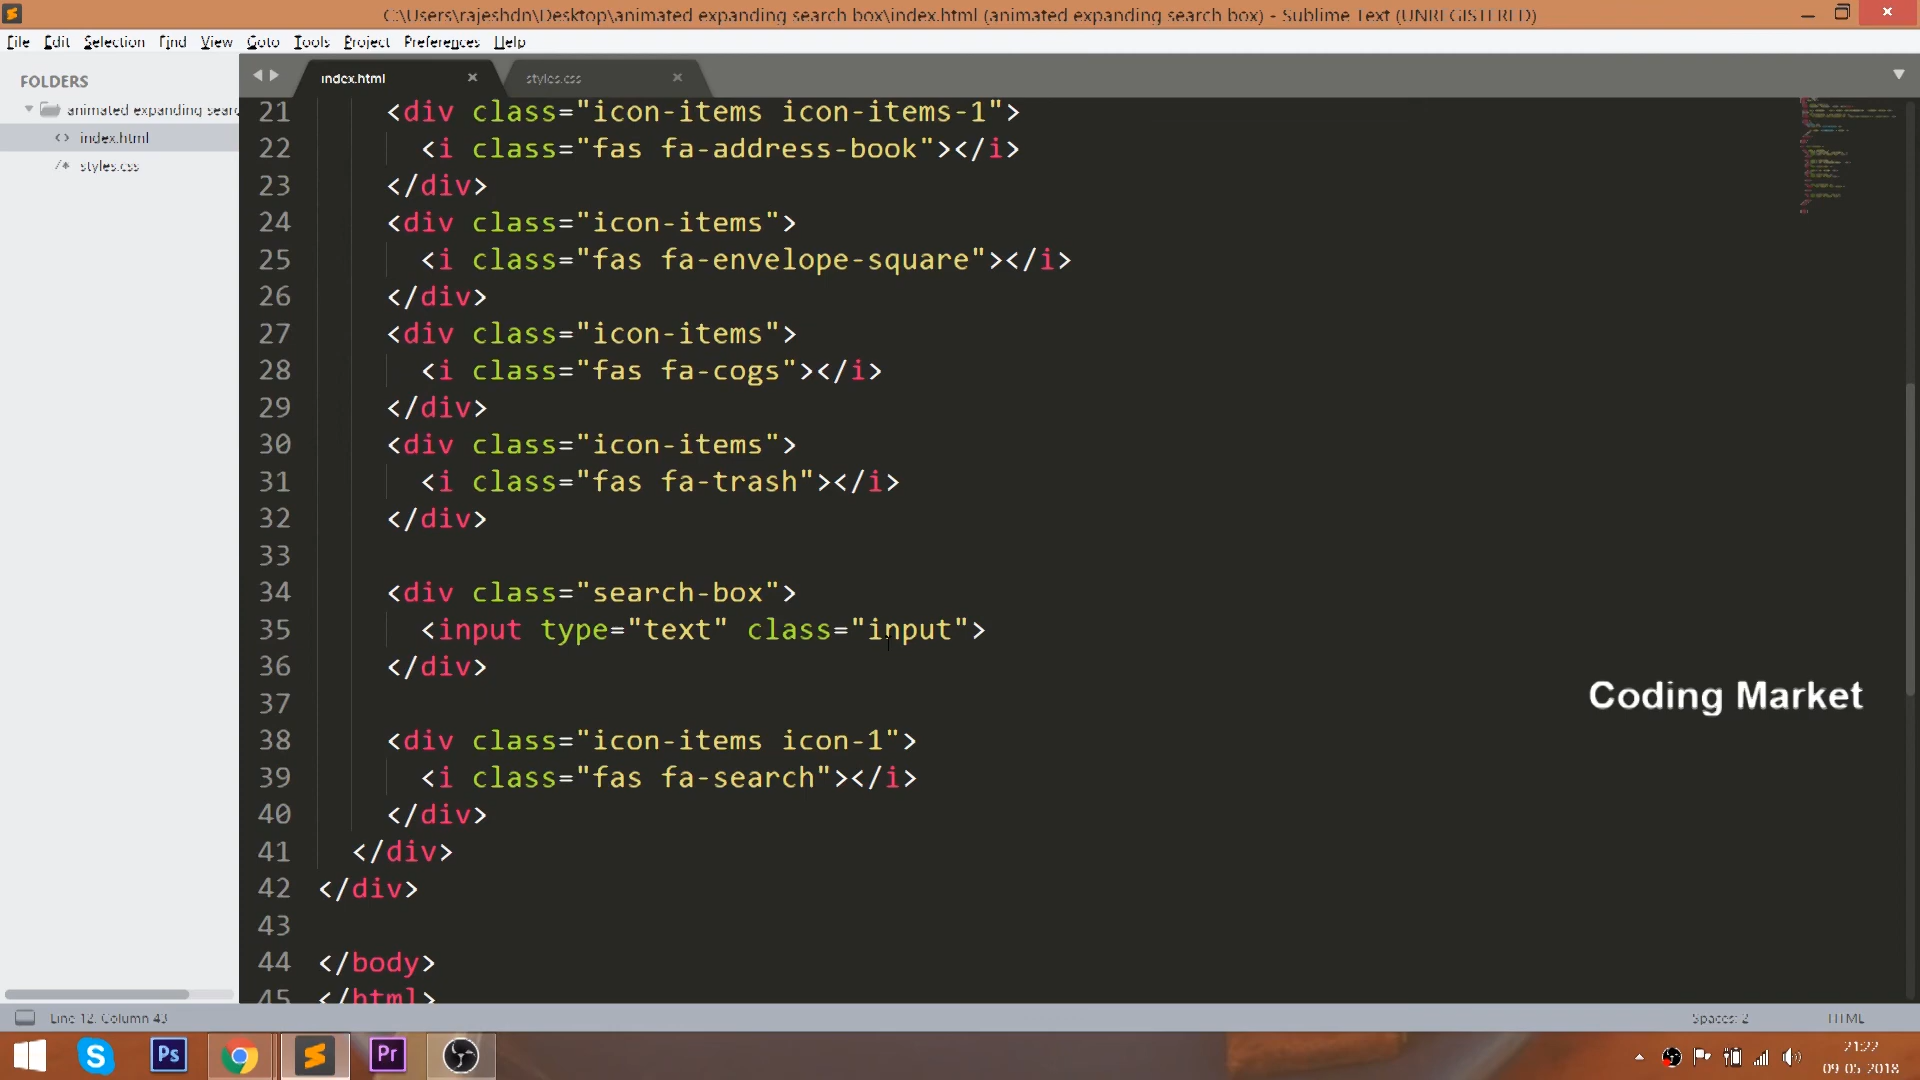 C:\Users\rajeshdn\Desktop\animated expanding search box\index.html (animated expanding search box) - Sublime Text (UNREGISTERED)
File Edit Selection Find View Goto Tools Project Preferences Help
FOLDERS
animated expanding searc
index.html
styles.css
index.html
styles.css
21 <div class="icon-items icon-items-1">
22 <i class="fas fa-address-book"></i>
23 </div>
24 <div class="icon-items">
25 <i class="fas fa-envelope-square"></i>
26 </div>
27 <div class="icon-items">
28 <i class="fas fa-cogs"></i>
29 </div>
30 <div class="icon-items">
31 <i class="fas fa-trash"></i>
32 </div>
33
34 <div class="search-box">
35 <input type="text" class="input">
36 </div>
37
38 <div class="icon-items icon-1">
39 <i class="fas fa-search"></i>
40 </div>
41 </div>
42 </div>
43
44 </body>
45 </html>
Coding Market
Line 12, Column 43
Spaces: 2
HTML
Ps
Pr
21:22
09-05-2018